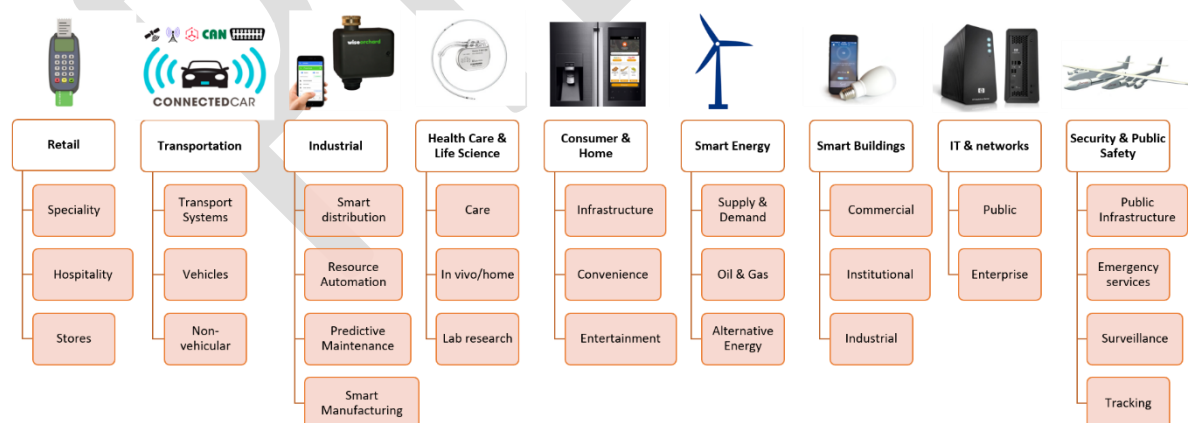 CAN
CONNECTEDCAR
Retail
Transportation
Industrial
Health Care &
Life Science
Consumer &
Home
Smart Energy
Smart Buildings
IT & networks
Security & Public
Safety
Speciality
Transport
Systems
Smart
distribution
Care
Infrastructure
Supply &
Demand
Commercial
Public
Public
Infrastructure
Hospitality
Vehicles
Resource
Automation
In vivo/home
Convenience
Oil & Gas
Institutional
Enterprise
Emergency
services
Stores
Non-
vehicular
Predictive
Maintenance
Lab research
Entertainment
Alternative
Energy
Industrial
Surveillance
Smart
Manufacturing
Tracking